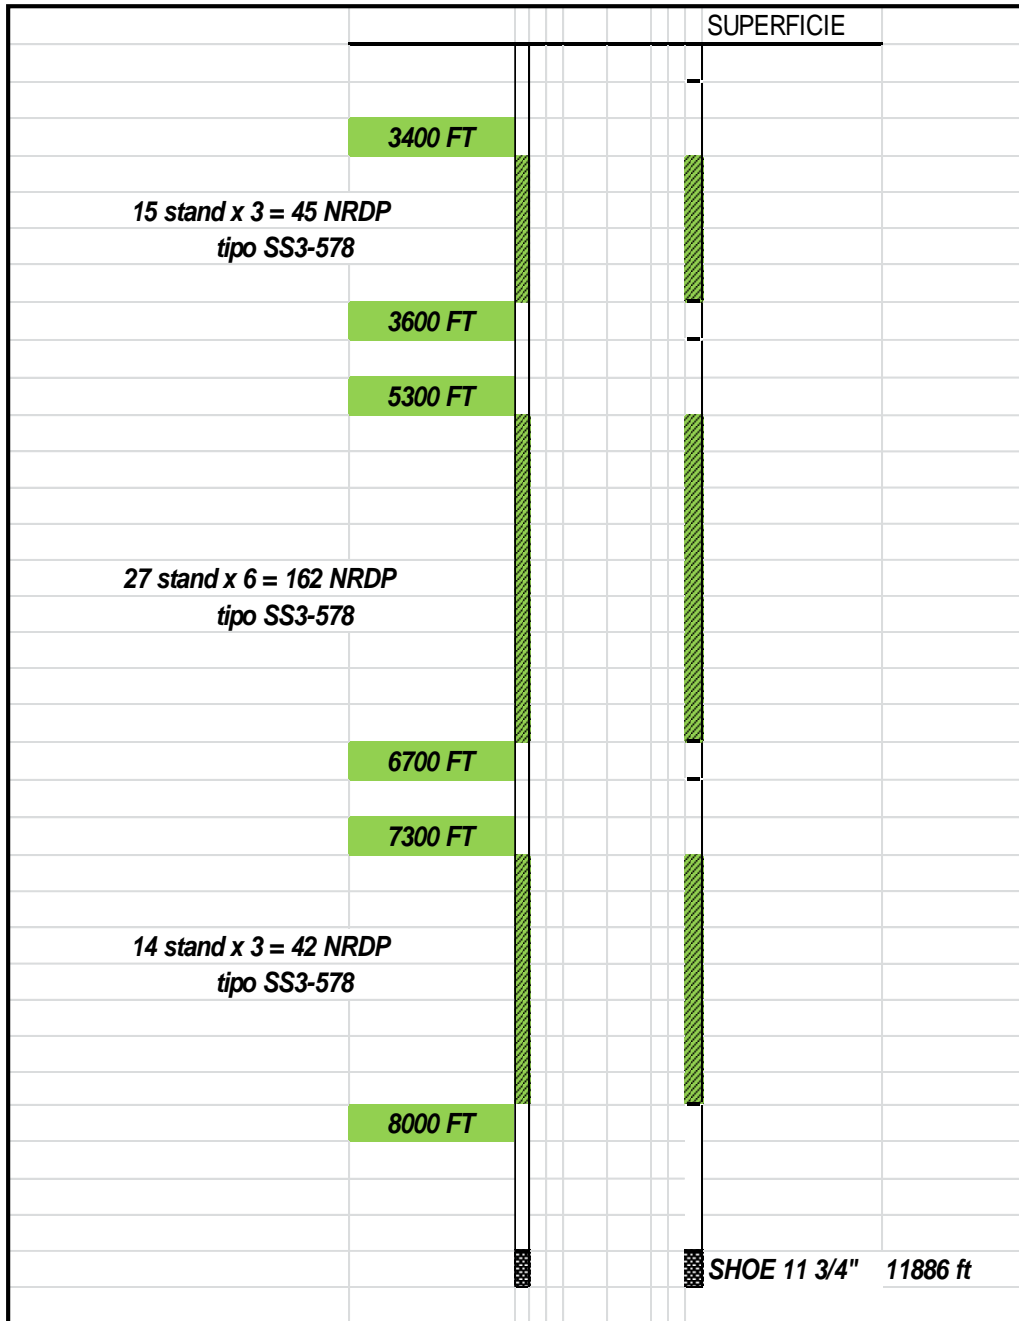 SUPERFICIE
3400 FT
15 stand x 3 = 45 NRDP
tipo SS3-578
3600 FT
5300 FT
27 stand x 6 = 162 NRDP
tipo SS3-578
6700 FT
7300 FT
14 stand x 3 = 42 NRDP
tipo SS3-578
8000 FT
SHOE 11 3/4" 11886 ft